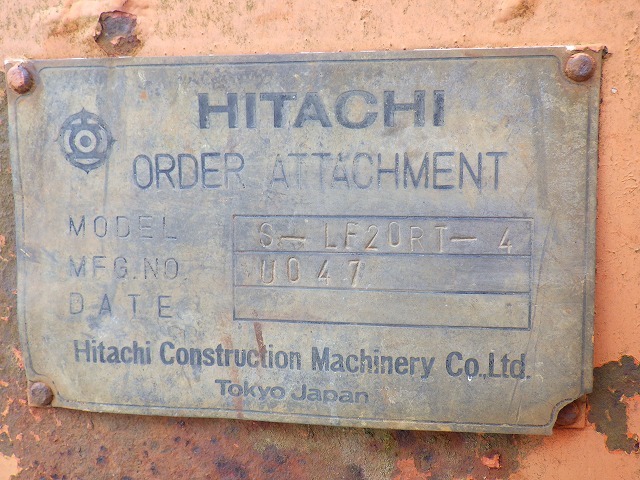 HITACHI
ORDER ATTACHMENT
MODEL S-LF20RT-4
MFG.NO. U047
DATE
Hitachi Construction Machinery Co.,Ltd.
Tokyo Japan